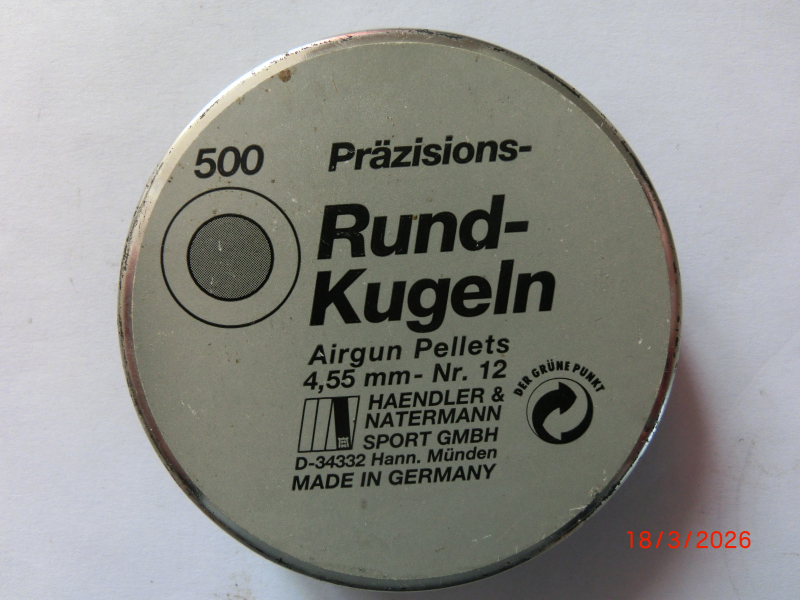 500
Präzisions-
Rund-
Kugeln
Airgun Pellets
4,55 mm - Nr. 12
DER GRÜNE PUNKT
HAENDLER &
NATERMANN
SPORT GMBH
D-34332 Hann. Münden
MADE IN GERMANY
18/3/2026